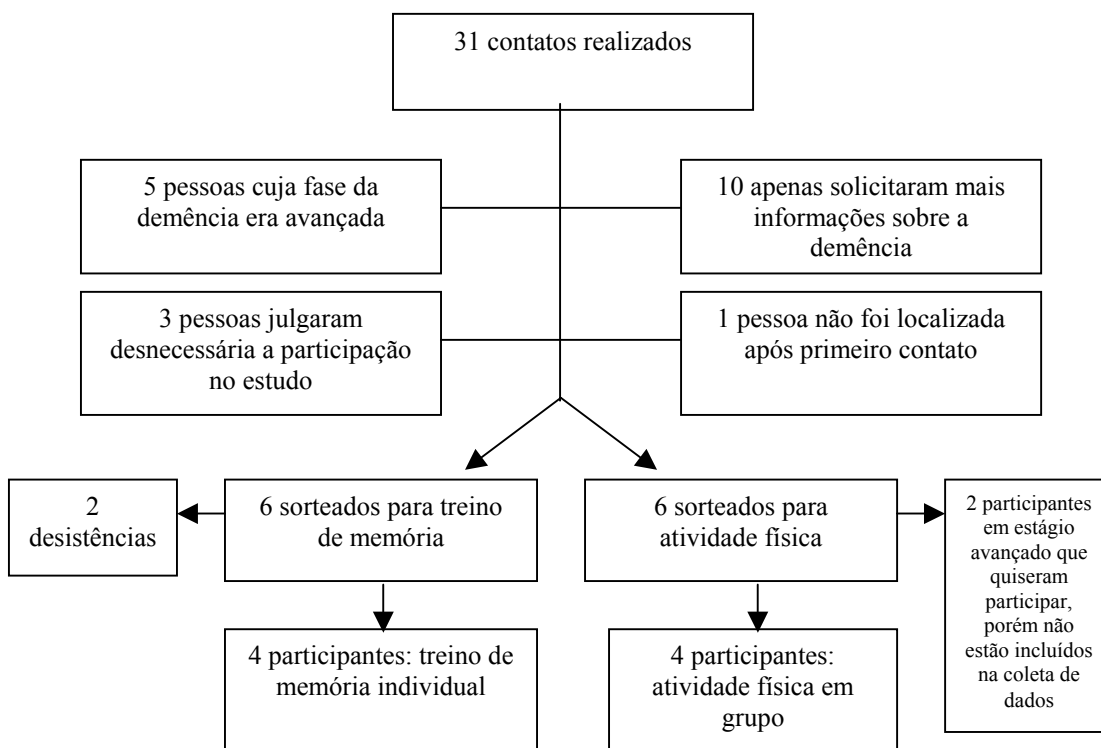 31 contatos realizados
5 pessoas cuja fase da
demência era avançada
10 apenas solicitaram mais
informações sobre a
demência
3 pessoas julgaram
desnecessária a participação
no estudo
1 pessoa não foi localizada
após primeiro contato
2
desistências
6 sorteados para treino
de memória
6 sorteados para
atividade física
2 participantes
em estágio
avançado que
quiseram
participar,
porém não
estão incluídos
na coleta de
dados
4 participantes: treino de
memória individual
4 participantes:
atividade física em
grupo